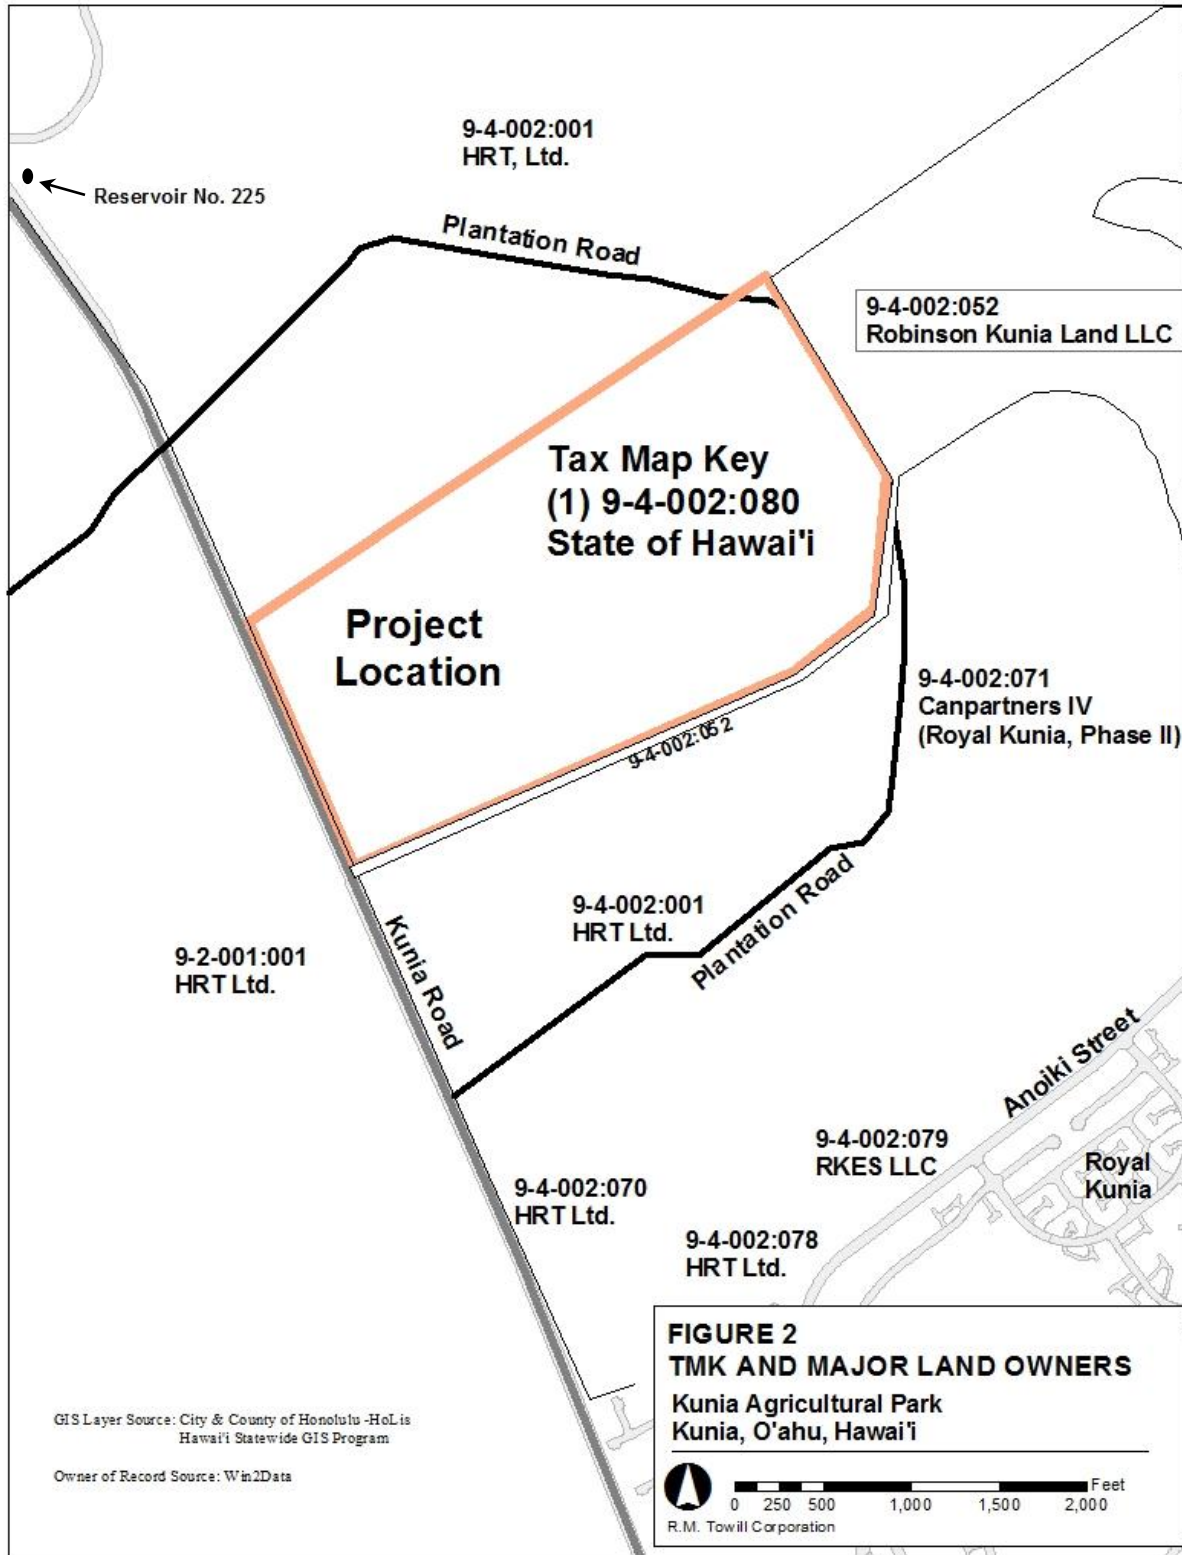 9-4-002:001
HRT, Ltd.
Reservoir No. 225
Plantation Road
9-4-002:052
Robinson Kunia Land LLC
Tax Map Key
(1) 9-4-002:080
State of Hawai'i
Project
Location
9-4-002:071
Canpartners IV
(Royal Kunia, Phase II)
9-4-002:052
9-4-002:001
HRT Ltd.
Plantation Road
Kunia Road
9-2-001:001
HRT Ltd.
Anoiki Street
9-4-002:079
RKES LLC
Royal
Kunia
9-4-002:070
HRT Ltd.
9-4-002:078
HRT Ltd.
FIGURE 2
TMK AND MAJOR LAND OWNERS
Kunia Agricultural Park
Kunia, O'ahu, Hawai'i
Feet
0 250 500 1,000 1,500 2,000
R.M. Towill Corporation
GIS Layer Source: City & County of Honolulu -HoLis
Hawai'i Statewide GIS Program
Owner of Record Source: Win2Data